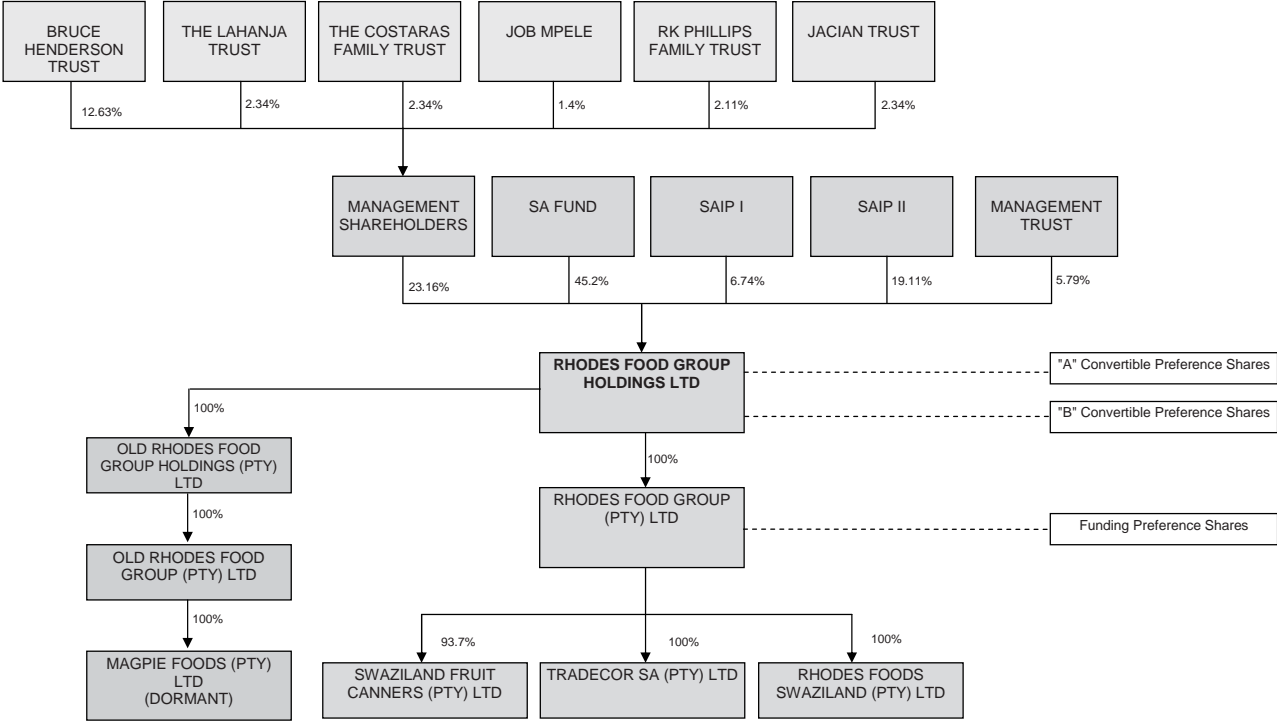 BRUCE
HENDERSON
TRUST
THE LAHANJA
TRUST
THE COSTARAS
FAMILY TRUST
JOB MPELE
RK PHILLIPS
FAMILY TRUST
JACIAN TRUST
12.63%
2.34%
2.34%
1.4%
2.11%
2.34%
MANAGEMENT
SHAREHOLDERS
SA FUND
SAIP I
SAIP II
MANAGEMENT
TRUST
23.16%
45.2%
6.74%
19.11%
5.79%
RHODES FOOD GROUP
HOLDINGS LTD
"A" Convertible Preference Shares
"B" Convertible Preference Shares
100%
OLD RHODES FOOD
GROUP HOLDINGS (PTY)
LTD
100%
RHODES FOOD GROUP
(PTY) LTD
Funding Preference Shares
100%
OLD RHODES FOOD
GROUP (PTY) LTD
100%
MAGPIE FOODS (PTY)
LTD
(DORMANT)
93.7%
100%
100%
SWAZILAND FRUIT
CANNERS (PTY) LTD
TRADECOR SA (PTY) LTD
RHODES FOODS
SWAZILAND (PTY) LTD